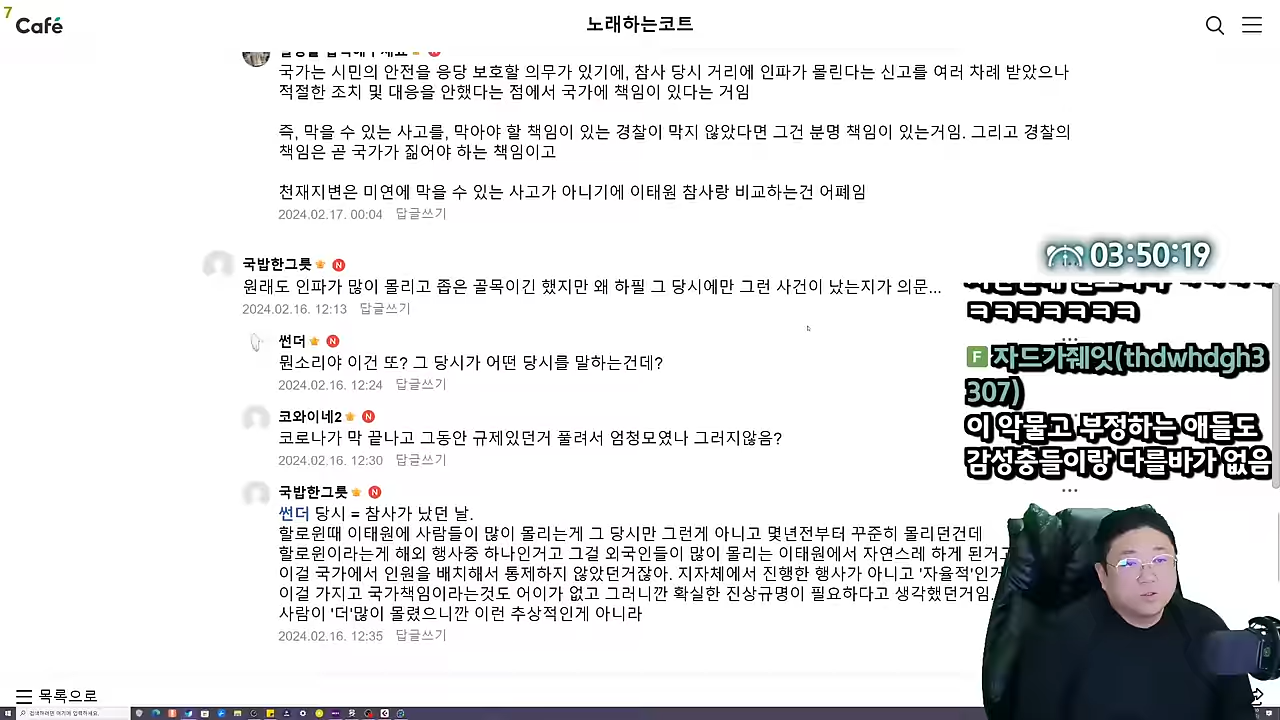 7
Café
노래하는코트
국가는 시민의 안전을 응당 보호할 의무가 있기에, 참사 당시 거리에 인파가 몰린다는 신고를 여러 차례 받았으나
적절한 조치 및 대응을 안했다는 점에서 국가에 책임이 있다는 거임
즉, 막을 수 있는 사고를, 막아야 할 책임이 있는 경찰이 막지 않았다면 그건 분명 책임이 있는거임. 그리고 경찰의
책임은 곧 국가가 짊어야 하는 책임이고
천재지변은 미연에 막을 수 있는 사고가 아니기에 이태원 참사랑 비교하는건 어폐임
2024.02.17. 00:04 답글쓰기
국밥한그릇 N
원래도 인파가 많이 몰리고 좁은 골목이긴 했지만 왜 하필 그 당시에만 그런 사건이 났는지가 의문...
2024.02.16. 12:13 답글쓰기
썬더 N
뭔소리야 이건 또? 그 당시가 어떤 당시를 말하는건데?
2024.02.16. 12:24 답글쓰기
코와이네2 N
코로나가 막 끝나고 그동안 규제있던거 풀려서 엄청모였나 그러지않음?
2024.02.16. 12:30 답글쓰기
국밥한그릇 N
썬더 당시 = 참사가 났던 날.
할로윈때 이태원에 사람들이 많이 몰리는게 그 당시만 그런게 아니고 몇년전부터 꾸준히 몰리던건데
할로윈이라는게 해외 행사중 하나인거고 그걸 외국인들이 많이 몰리는 이태원에서 자연스레 하게 된거고
이걸 국가에서 인원을 배치해서 통제하지 않았던거잖아. 지자체에서 진행한 행사가 아니고 '자율적'인거
이걸 가지고 국가책임이라는것도 어이가 없고 그러니깐 확실한 진상규명이 필요하다고 생각했던거임.
사람이 '더'많이 몰렸으니깐 이런 추상적인게 아니라
2024.02.16. 12:35 답글쓰기
목록으로
03:50:19
ㅋㅋㅋㅋㅋㅋㅋ
F 쟈드가줴잇(thdwhdgh3
307)
이 악물고 부정하는 애들도
감성충들이랑 다를바가 없음